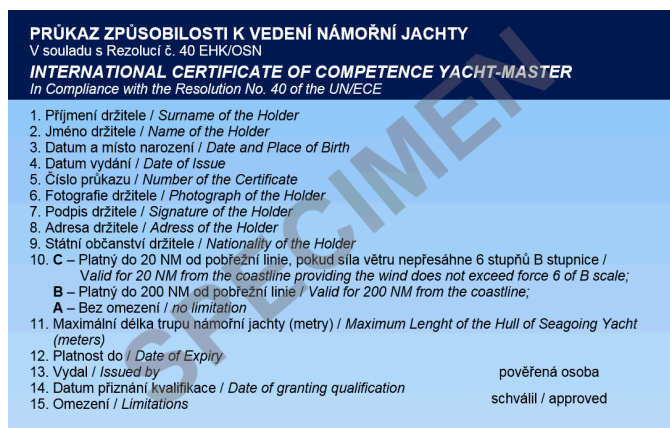 PRŮKAZ ZPŮSOBILOSTI K VEDENÍ NÁMOŘNÍ JACHTY
V souladu s Rezolucí č. 40 EHK/OSN
INTERNATIONAL CERTIFICATE OF COMPETENCE YACHT-MASTER
In Compliance with the Resolution No. 40 of the UN/ECE
1. Příjmení držitele / Surname of the Holder
2. Jméno držitele / Name of the Holder
3. Datum a místo narození / Date and Place of Birth
4. Datum vydání / Date of Issue
5. Číslo průkazu / Number of the Certificate
6. Fotografie držitele / Photograph of the Holder
7. Podpis držitele / Signature of the Holder
8. Adresa držitele / Adress of the Holder
9. Státní občanství držitele / Nationality of the Holder
10. C – Platný do 20 NM od pobřežní linie, pokud síla větru nepřesáhne 6 stupňů B stupnice /
Valid for 20 NM from the coastline providing the wind does not exceed force 6 of B scale;
B – Platný do 200 NM od pobřežní linie / Valid for 200 NM from the coastline;
A – Bez omezení / no limitation
11. Maximální délka trupu námořní jachty (metry) / Maximum Lenght of the Hull of Seagoing Yacht
(meters)
12. Platnost do / Date of Expiry
13. Vydal / Issued by
pověřená osoba
14. Datum přiznání kvalifikace / Date of granting qualification
15. Omezení / Limitations
schválil / approved
SPECIMEN